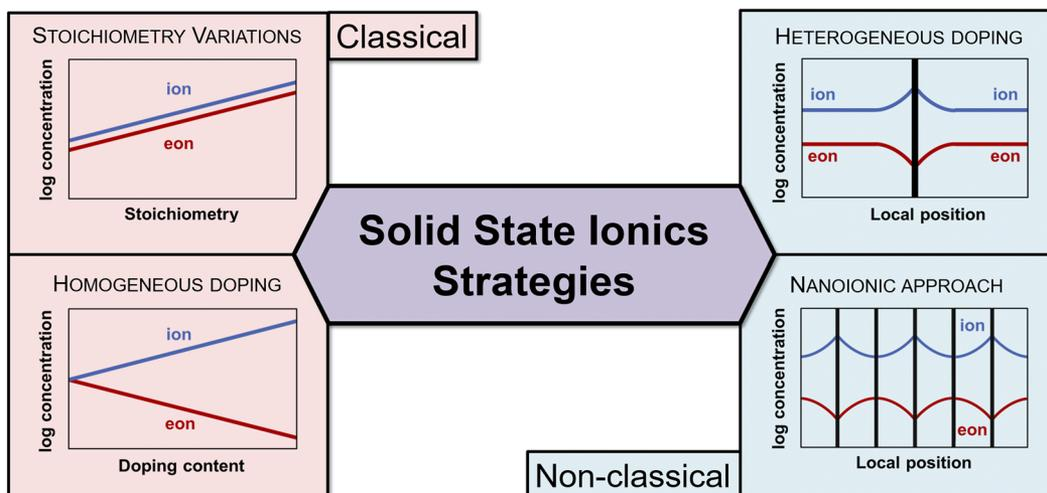 STOICHIOMETRY VARIATIONS
log concentration
ion
eon
Stoichiometry
Classical
HETEROGENEOUS DOPING
log concentration
ion
ion
eon
eon
Local position
Solid State Ionics
Strategies
HOMOGENEOUS DOPING
log concentration
ion
eon
Doping content
NANOIONIC APPROACH
log concentration
ion
eon
Local position
Non-classical